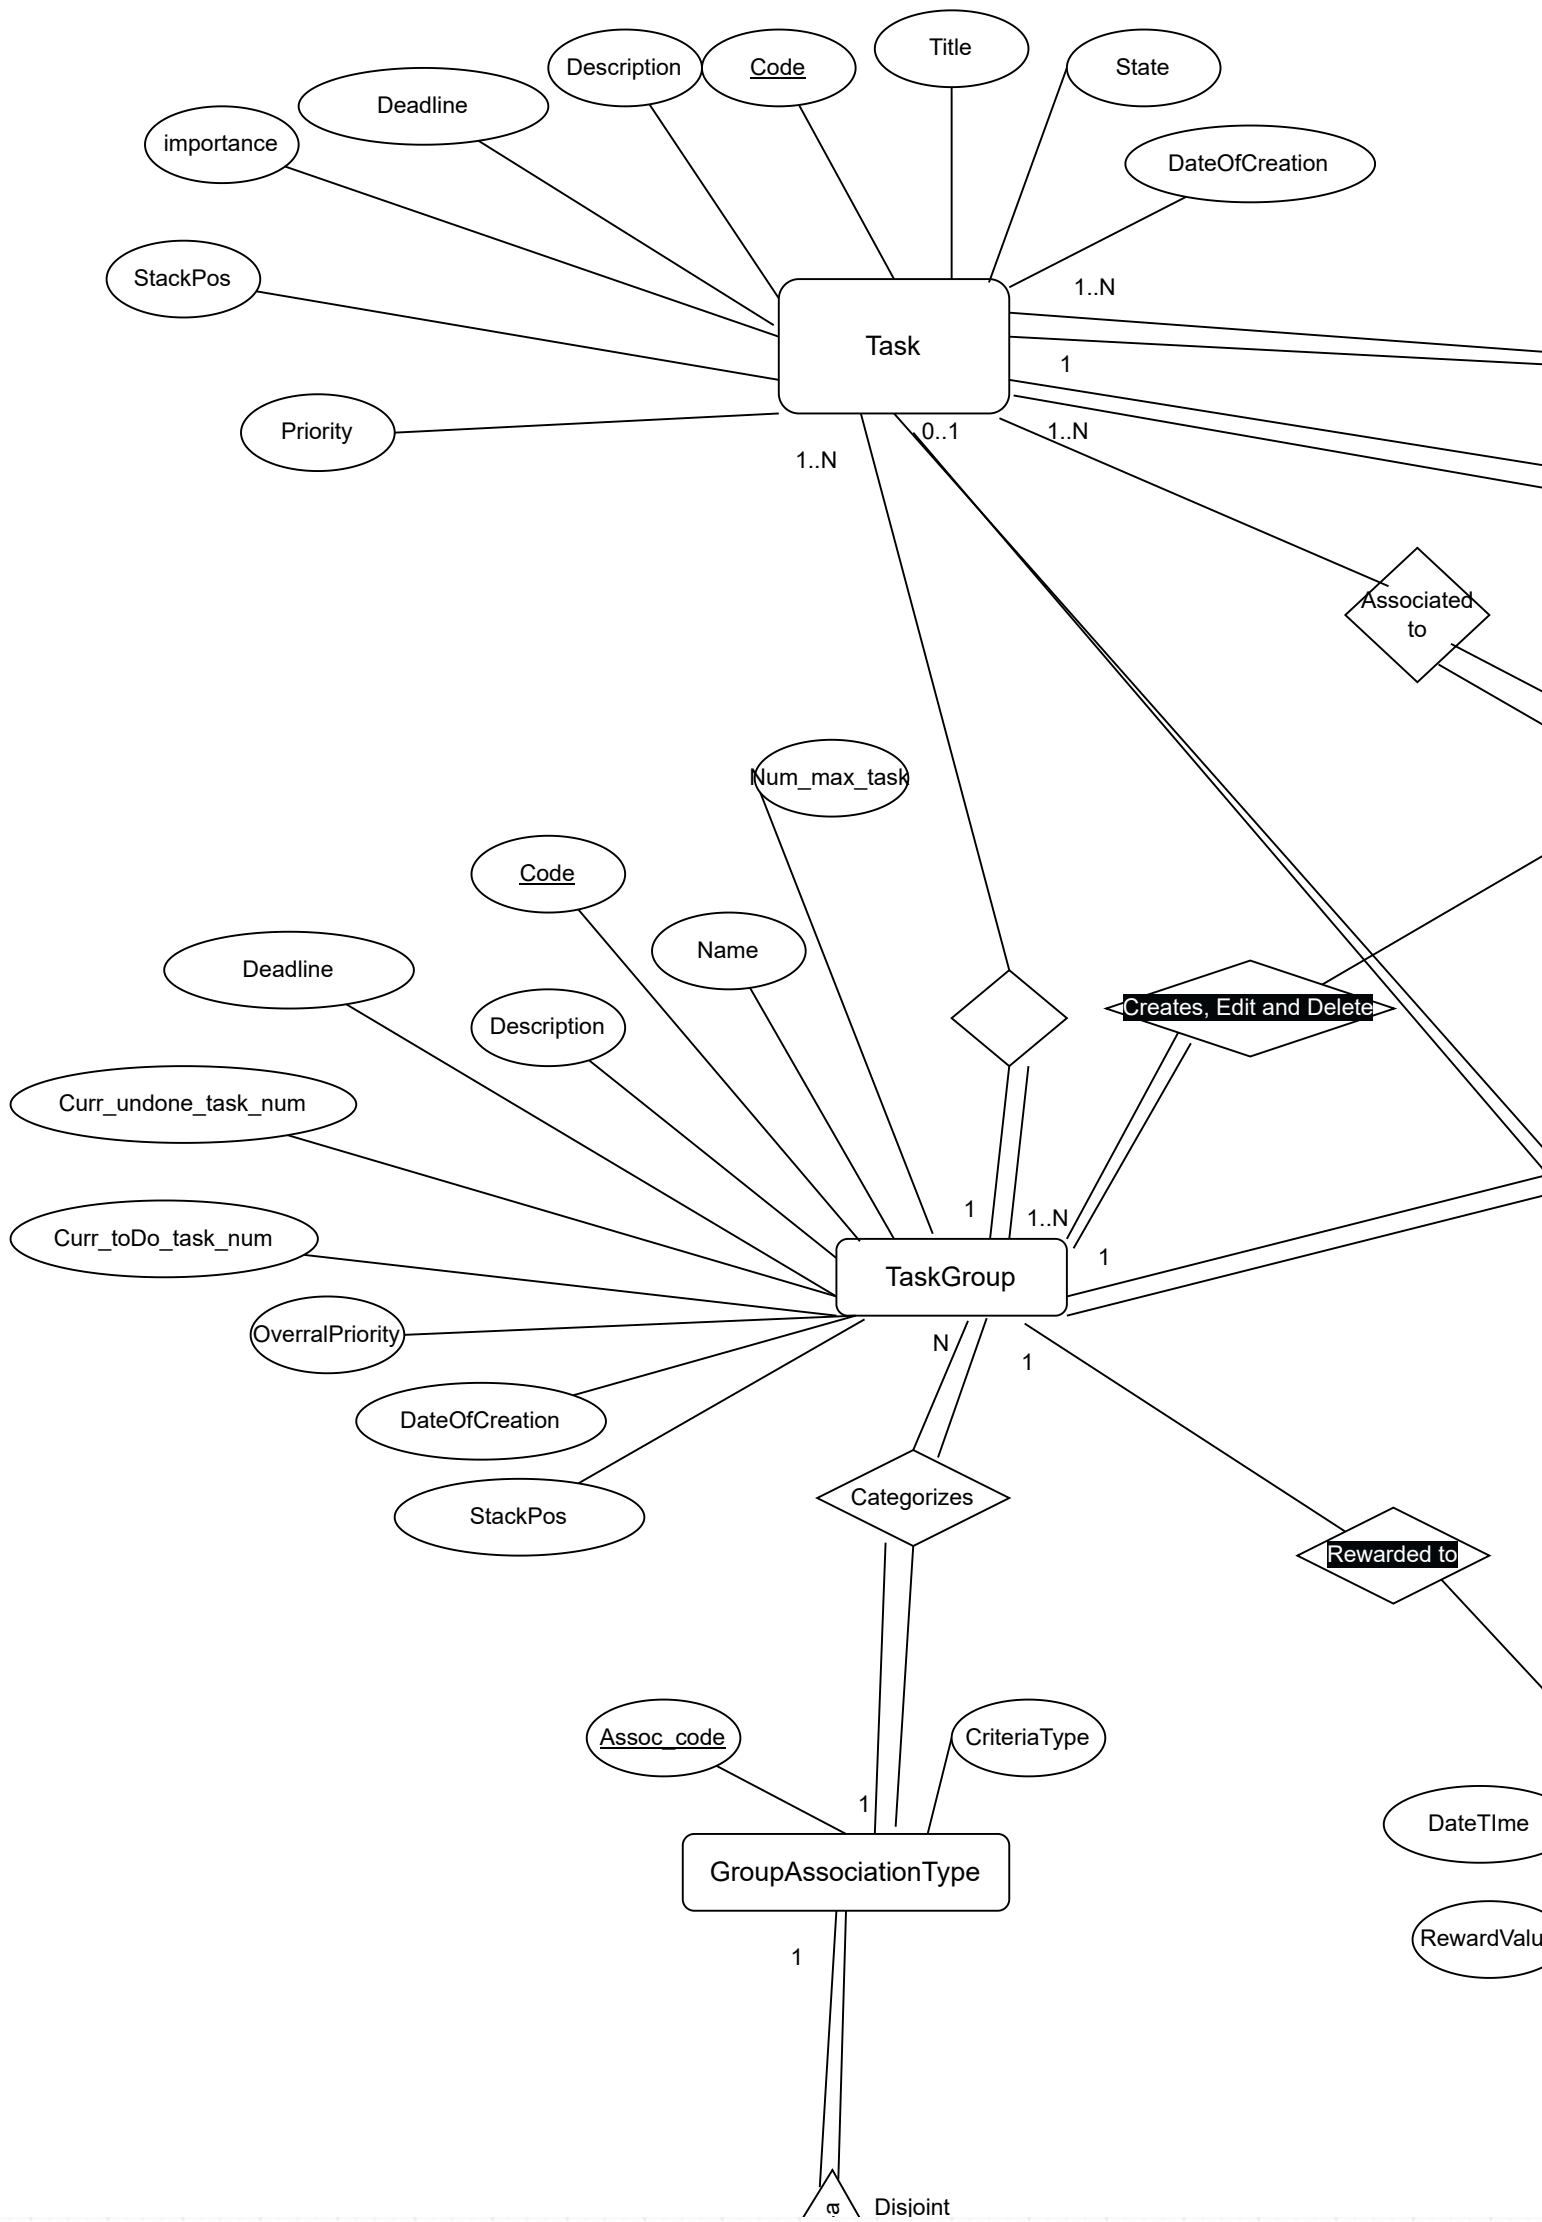 Title
Description
Code
State
Deadline
importance
DateOfCreation
StackPos
1..N
Task
1
Priority
0..1
1..N
1..N
Associated
to
Num_max_task
Code
Name
Deadline
Description
Creates, Edit and Delete
Curr_undone_task_num
1
1..N
Curr_toDo_task_num
1
TaskGroup
OverralPriority
N
1
DateOfCreation
Categorizes
StackPos
Rewarded to
Assoc_code
CriteriaType
1
DateTIme
GroupAssociationType
RewardValu
1
a
Disjoint